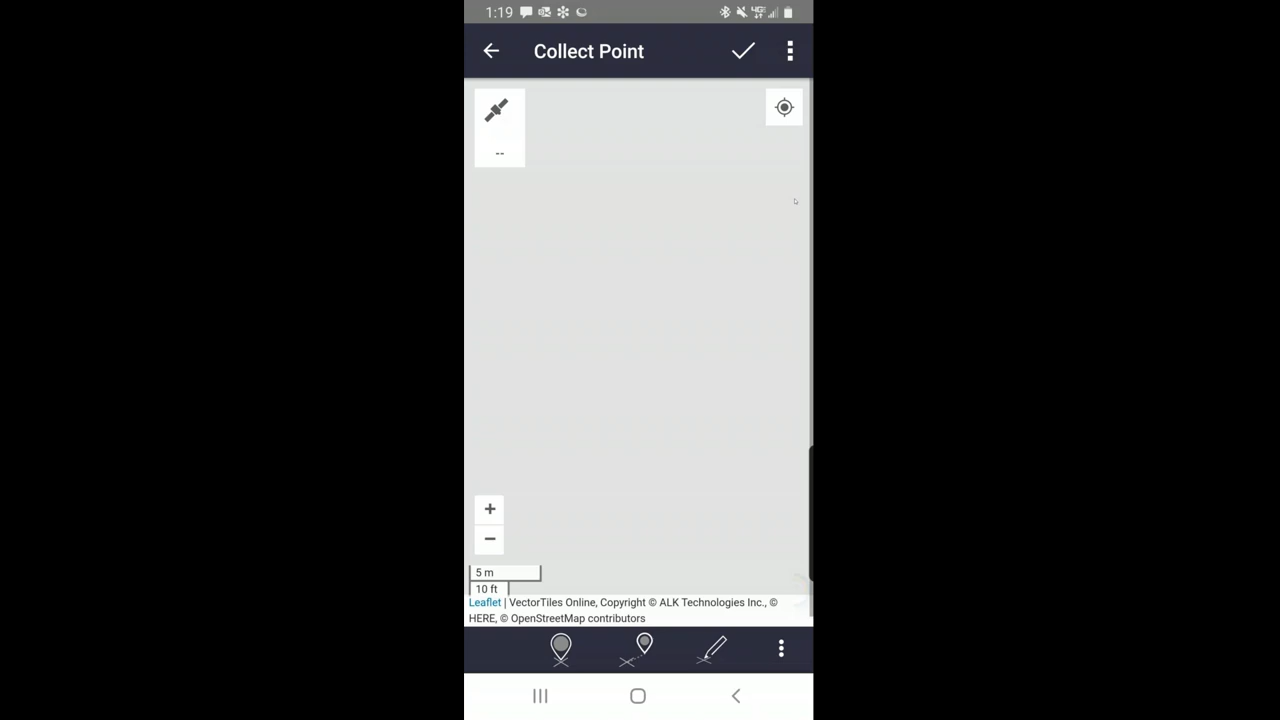 1:19
Collect Point
--
+
−
5 m
10 ft
Leaflet | VectorTiles Online, Copyright © ALK Technologies Inc., ©
HERE, © OpenStreetMap contributors